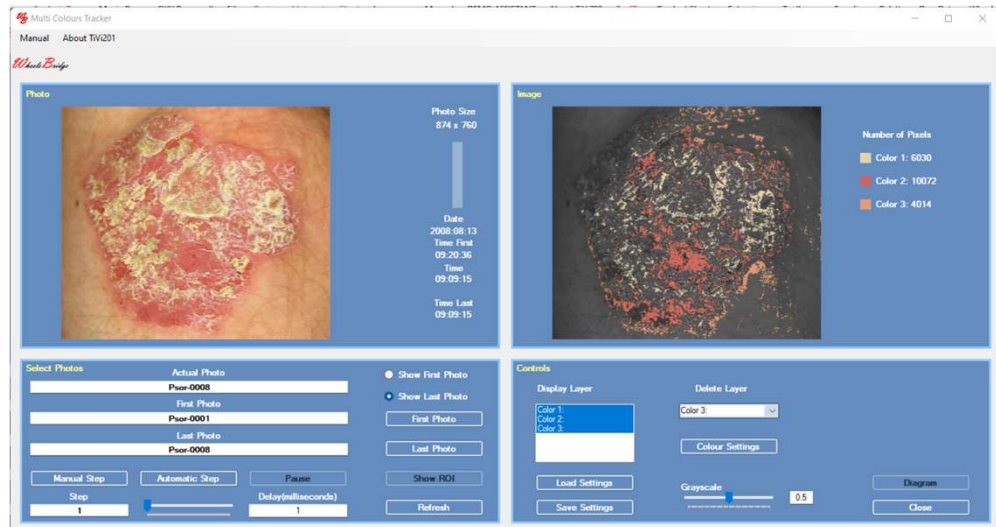 Multi Colours Tracker
Manual About TiVi201
WheelsBridge
Photo
Photo Size
874 x 760
Date
2008:08:13
Time First
09:20:36
Time
09:09:15
Time Last
09:09:15
Image
Number of Pixels
Color 1: 6030
Color 2: 10072
Color 3: 4014
Select Photos
Actual Photo
Psor-0008
First Photo
Psor-0001
Last Photo
Psor-0008
Show First Photo
Show Last Photo
First Photo
Last Photo
Manual Step Automatic Step Pause Show ROI
Step Delay(milliseconds)
1 1 Refresh
Controls
Display Layer Delete Layer
Color 1:
Color 2:
Color 3:
Color 3:
Colour Settings
Load Settings
Save Settings
Grayscale
0.5
Diagram
Close